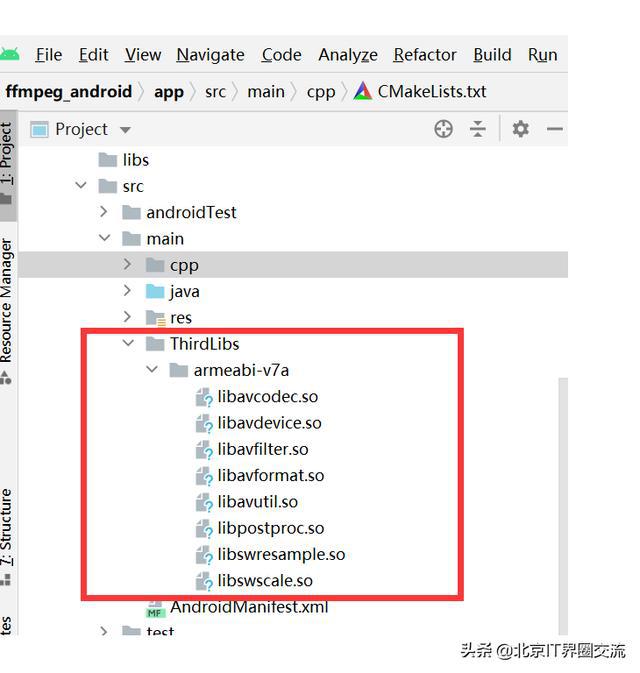 File Edit View Navigate Code Analyze Refactor Build Run
ffmpeg_android app src main cpp CMakeLists.txt
1: Project
Project
libs
src
androidTest
main
cpp
Resource Manager
java
res
ThirdLibs
armeabi-v7a
libavcodec.so
libavdevice.so
libavfilter.so
libavformat.so
libavutil.so
7: Structure
libpostproc.so
libswresample.so
libswscale.so
MF AndroidManifest.xml
test
头条 @北京IT界圈交流